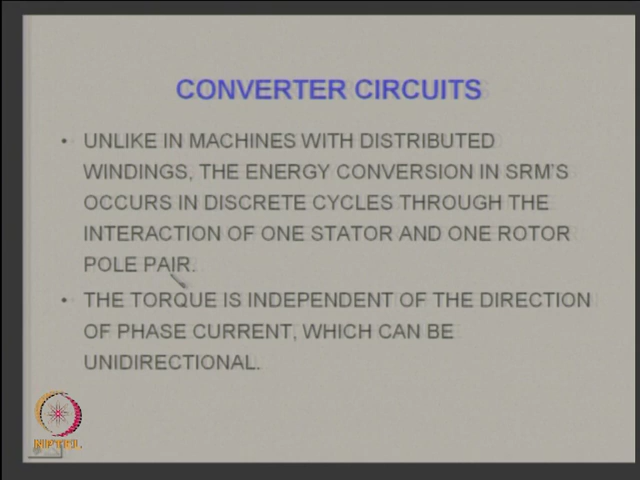 CONVERTER CIRCUITS
• UNLIKE IN MACHINES WITH DISTRIBUTED
WINDINGS, THE ENERGY CONVERSION IN SRM'S
OCCURS IN DISCRETE CYCLES THROUGH THE
INTERACTION OF ONE STATOR AND ONE ROTOR
POLE PAIR.
• THE TORQUE IS INDEPENDENT OF THE DIRECTION
OF PHASE CURRENT, WHICH CAN BE
UNIDIRECTIONAL.
NPTEL